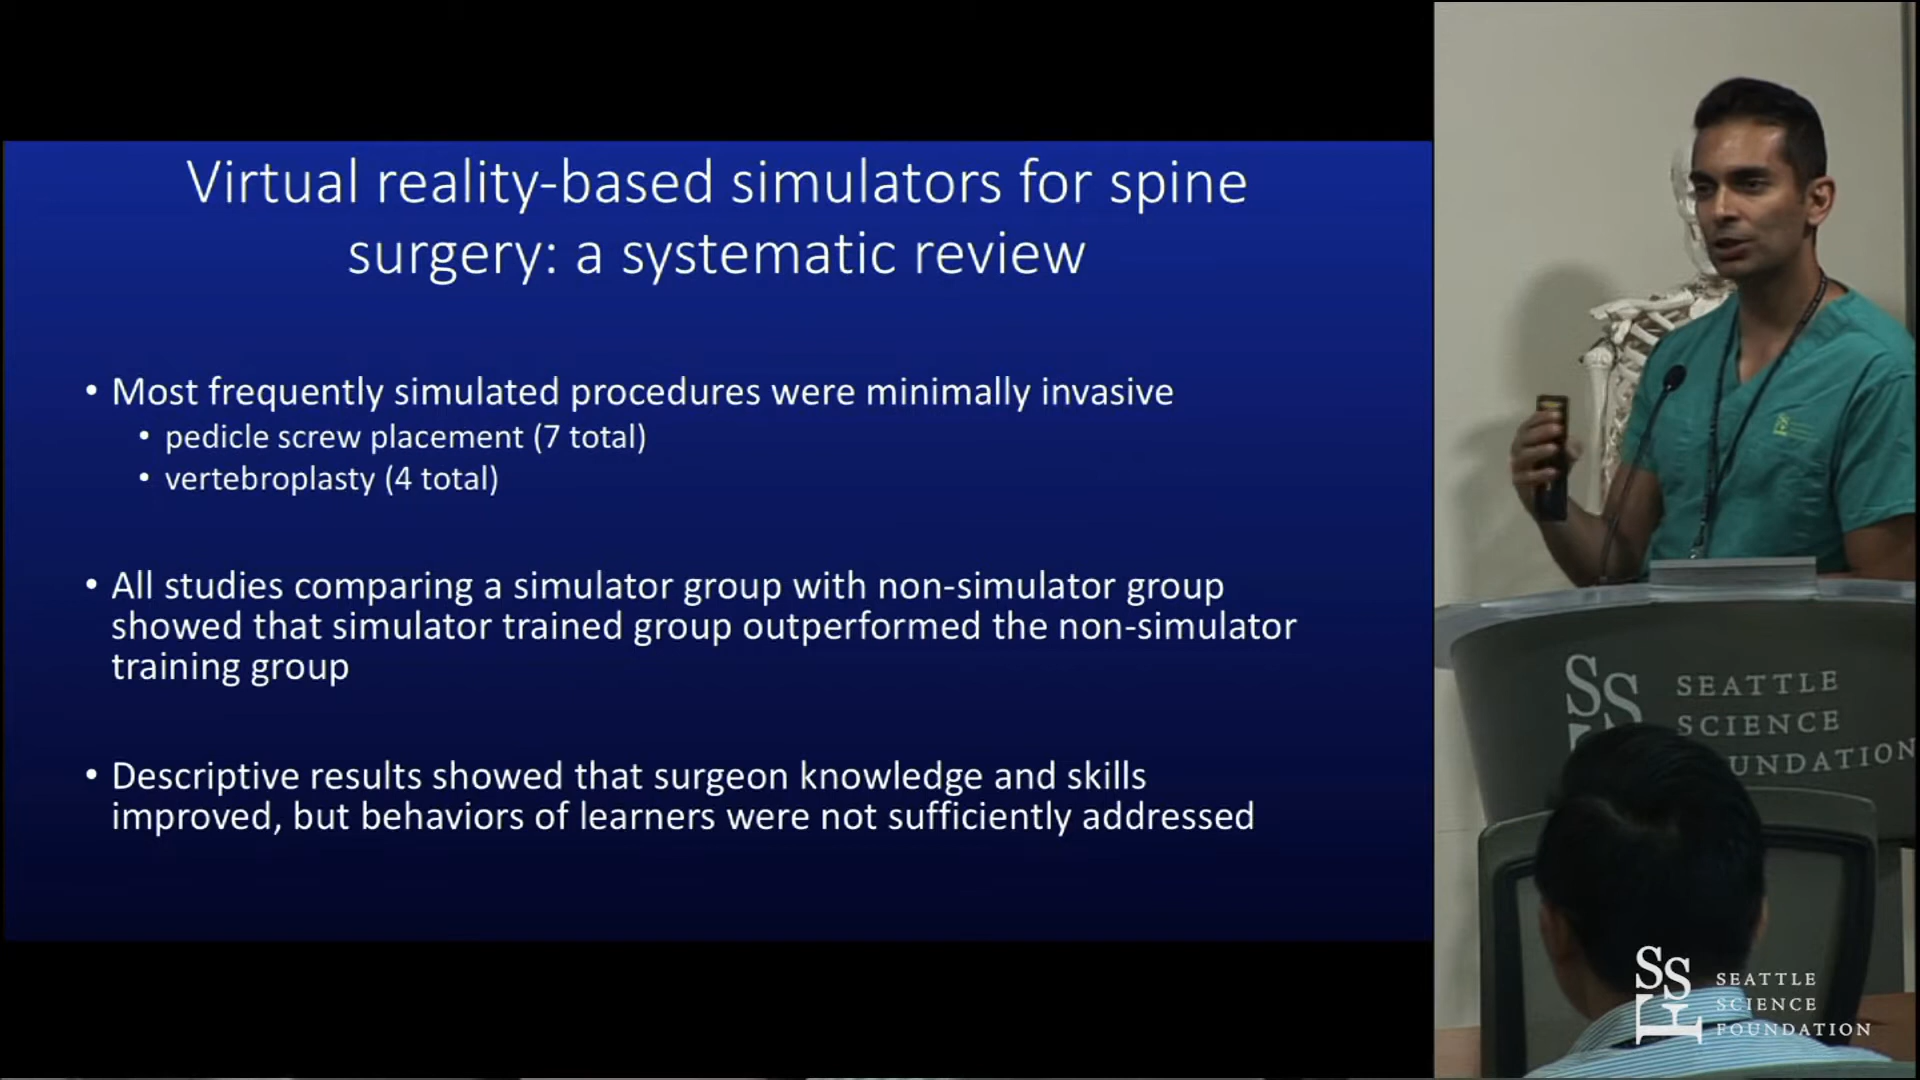 Virtual reality-based simulators for spine
surgery: a systematic review
• Most frequently simulated procedures were minimally invasive
• pedicle screw placement (7 total)
• vertebroplasty (4 total)
• All studies comparing a simulator group with non-simulator group
showed that simulator trained group outperformed the non-simulator
training group
• Descriptive results showed that surgeon knowledge and skills
improved, but behaviors of learners were not sufficiently addressed
SS
SEATTLE
SCIENCE
OUNDATION
SSF
SEATTLE
SCIENCE
FOUNDATION